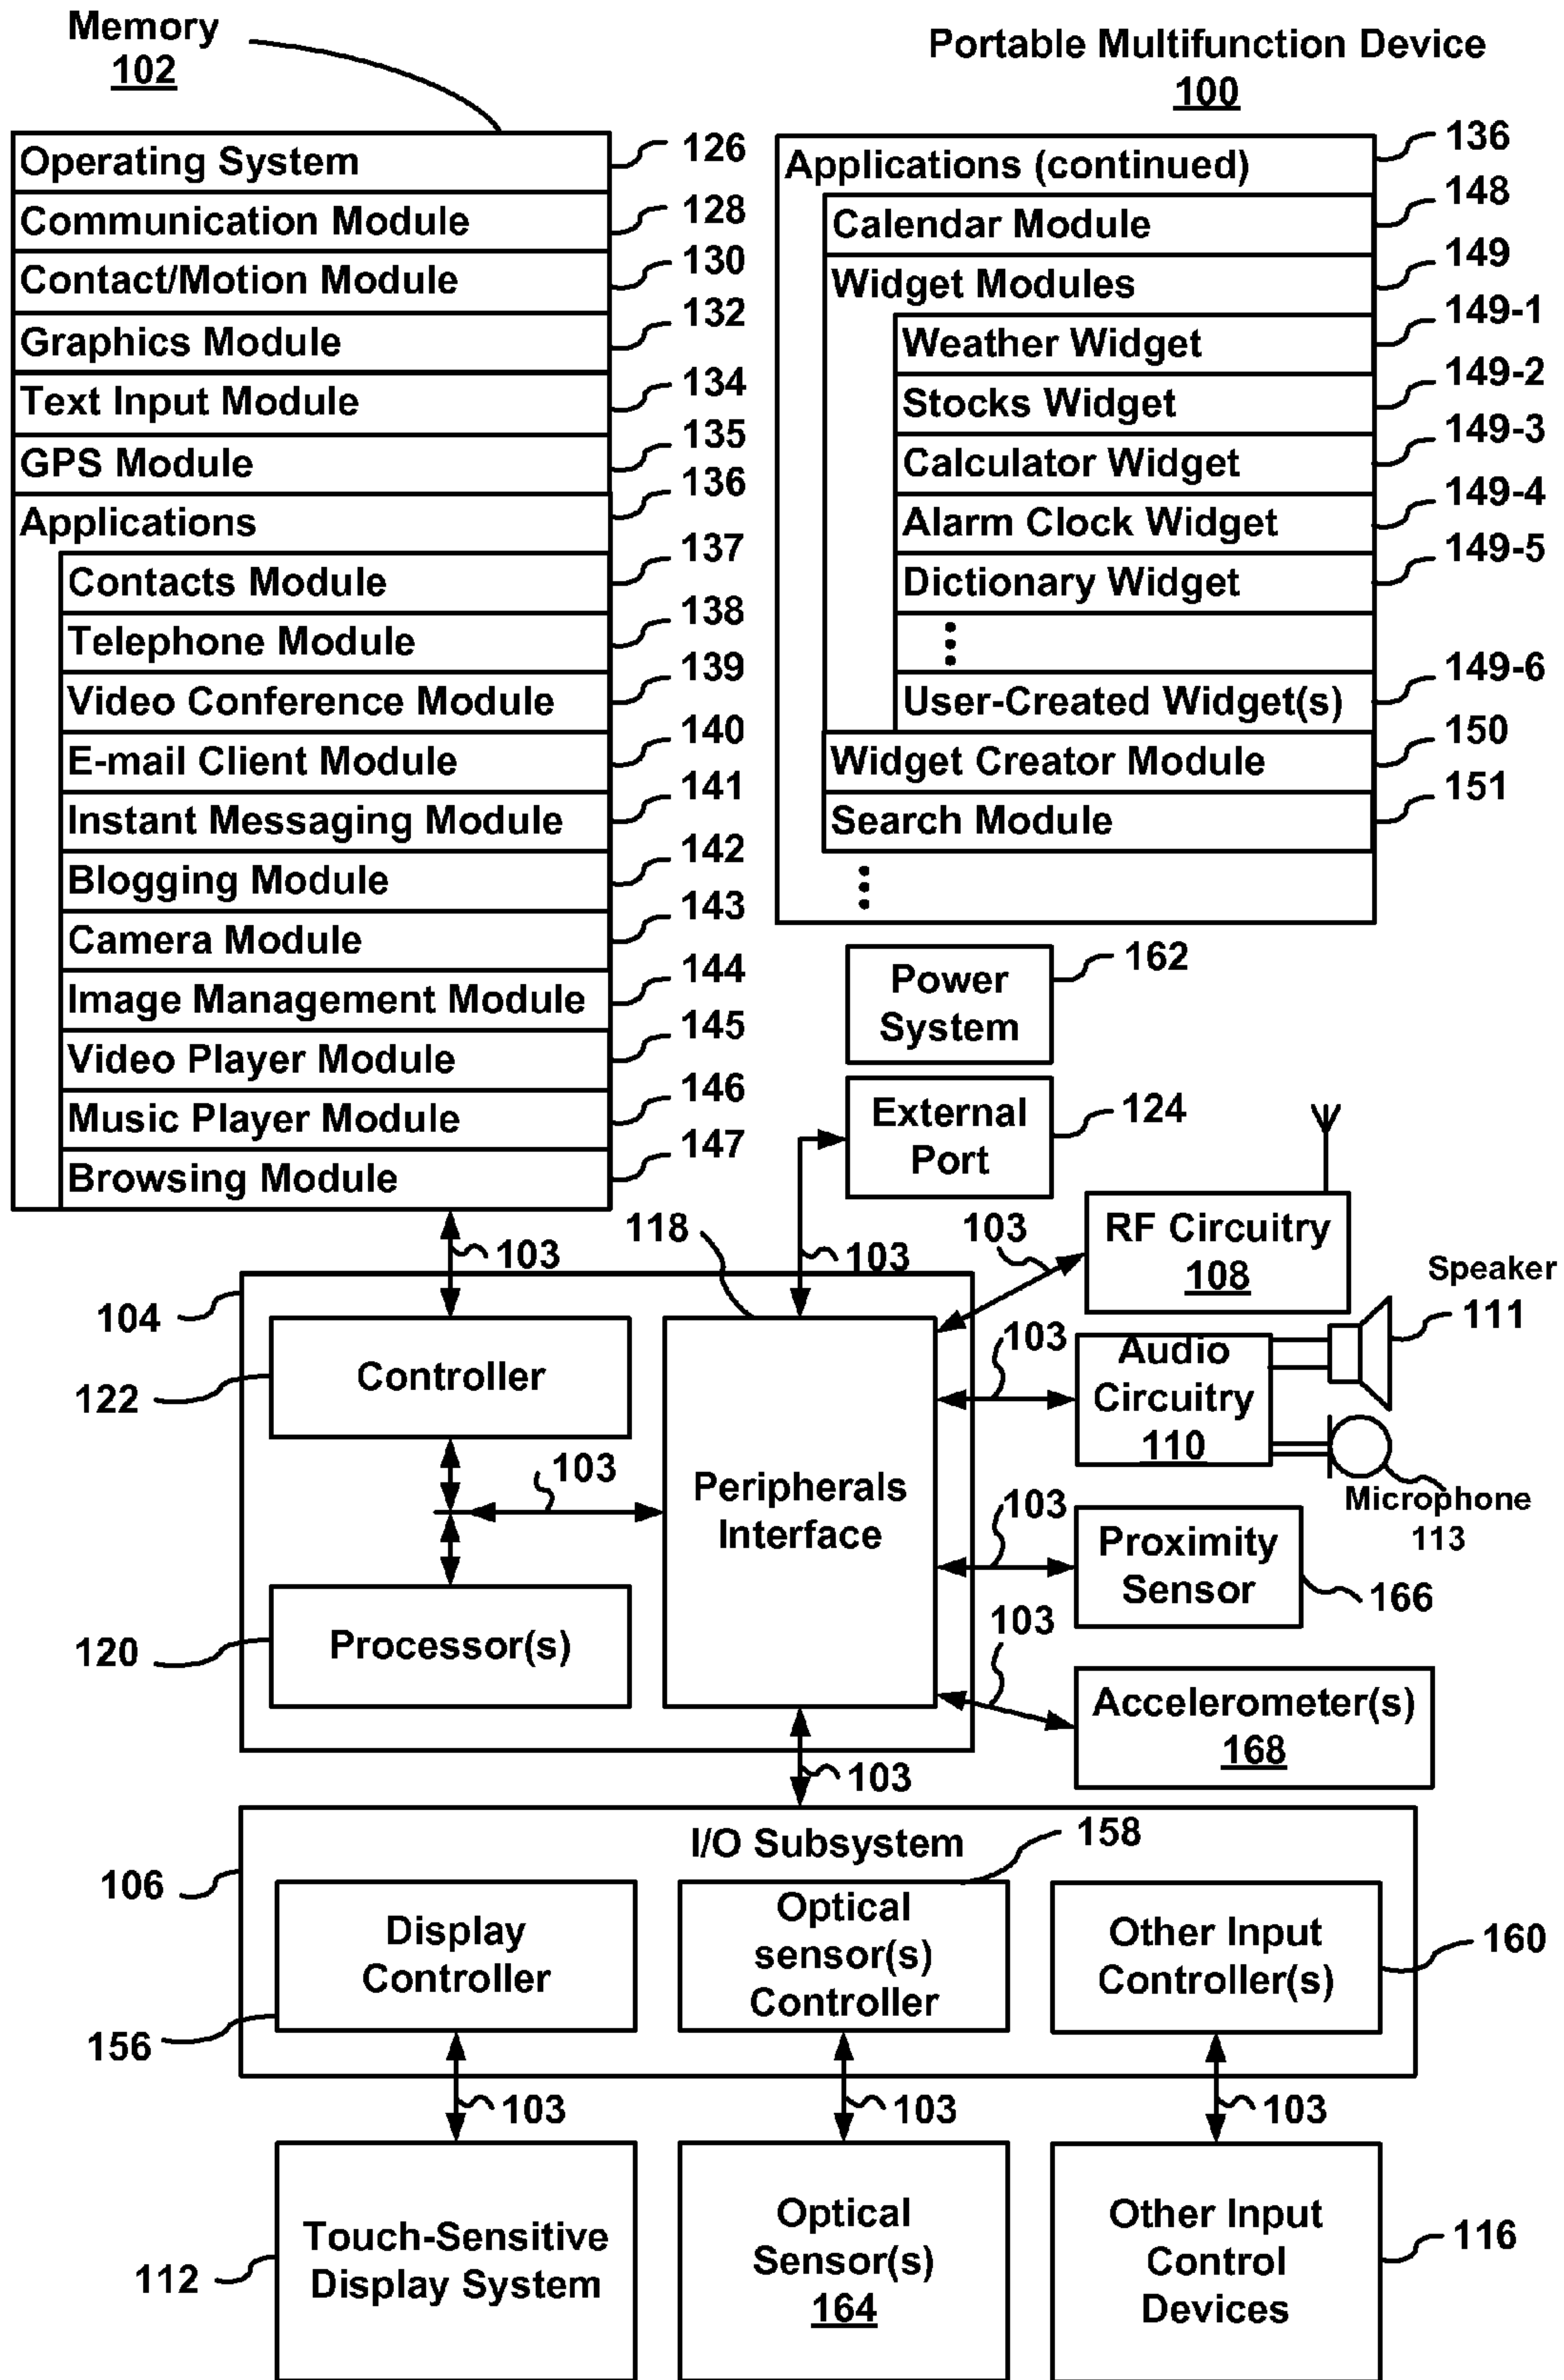 Memory
102
Portable Multifunction Device
100
Operating System
126
Communication Module
128
Contact/Motion Module
130
Graphics Module
132
Text Input Module
134
GPS Module
135
Applications
136
Contacts Module
137
Telephone Module
138
Video Conference Module
139
E-mail Client Module
140
Instant Messaging Module
141
Blogging Module
142
Camera Module
143
Image Management Module
144
Video Player Module
145
Music Player Module
146
Browsing Module
147
Applications (continued)
136
Calendar Module
148
Widget Modules
149
Weather Widget
149-1
Stocks Widget
149-2
Calculator Widget
149-3
Alarm Clock Widget
149-4
Dictionary Widget
149-5
User-Created Widget(s)
149-6
Widget Creator Module
150
Search Module
151
Power
System
162
External
Port
124
103
118
103
103
RF Circuitry
108
Speaker
111
104
Controller
122
103
Audio
Circuitry
110
Microphone
113
103
Peripherals
Interface
103
Proximity
Sensor
166
Processor(s)
120
103
Accelerometer(s)
168
103
I/O Subsystem
158
106
Display
Controller
156
Optical
sensor(s)
Controller
Other Input
Controller(s)
160
103
103
103
Touch-Sensitive
Display System
112
Optical
Sensor(s)
164
Other Input
Control
Devices
116